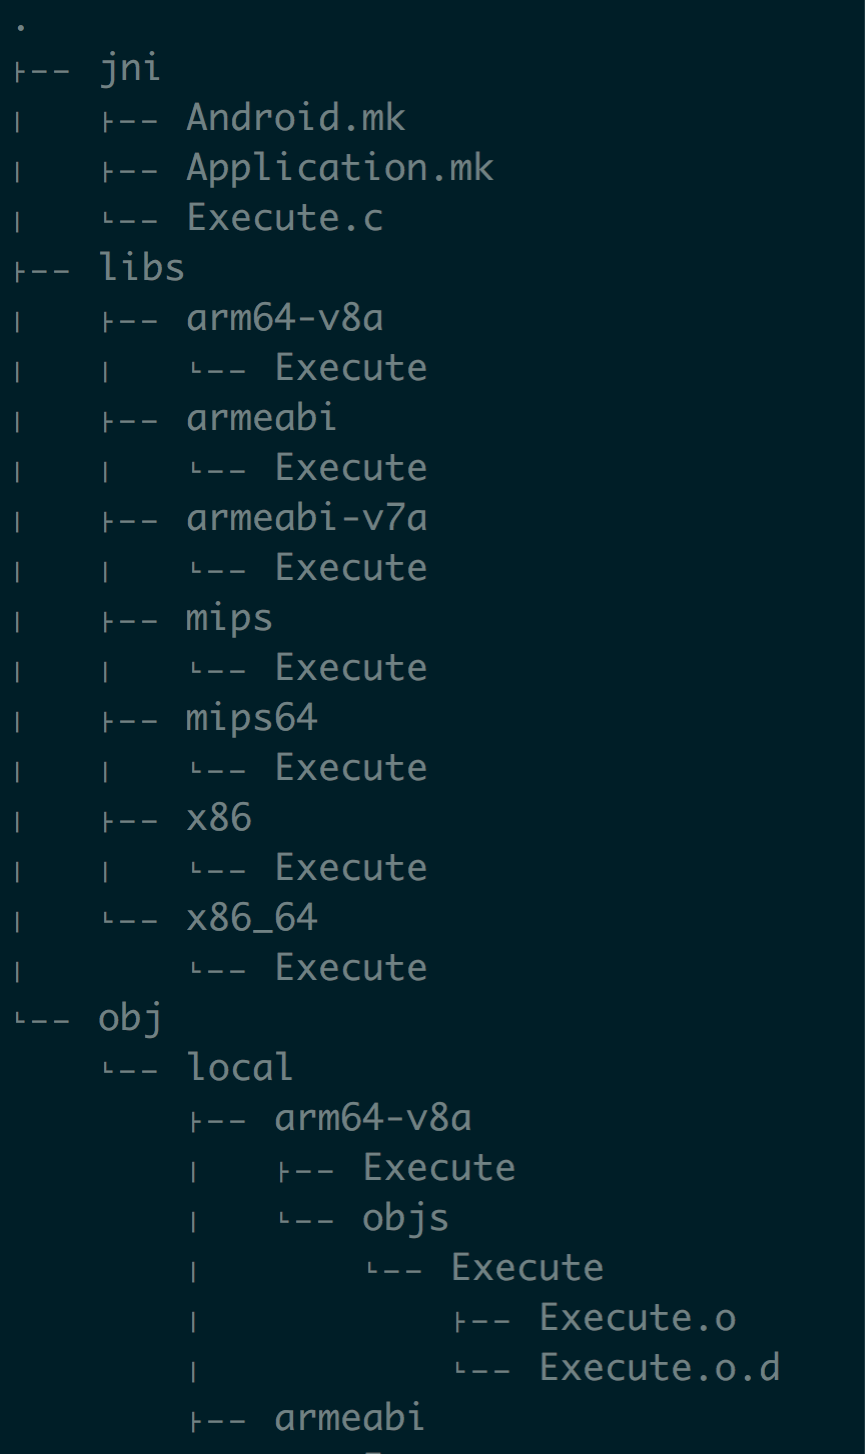 .
├── jni
│   ├── Android.mk
│   ├── Application.mk
│   └── Execute.c
├── libs
│   ├── arm64-v8a
│   │   └── Execute
│   ├── armeabi
│   │   └── Execute
│   ├── armeabi-v7a
│   │   └── Execute
│   ├── mips
│   │   └── Execute
│   ├── mips64
│   │   └── Execute
│   ├── x86
│   │   └── Execute
│   └── x86_64
│       └── Execute
└── obj
    └── local
        ├── arm64-v8a
        │   ├── Execute
        │   └── objs
        │       └── Execute
        │           ├── Execute.o
        │           └── Execute.o.d
        ├── armeabi